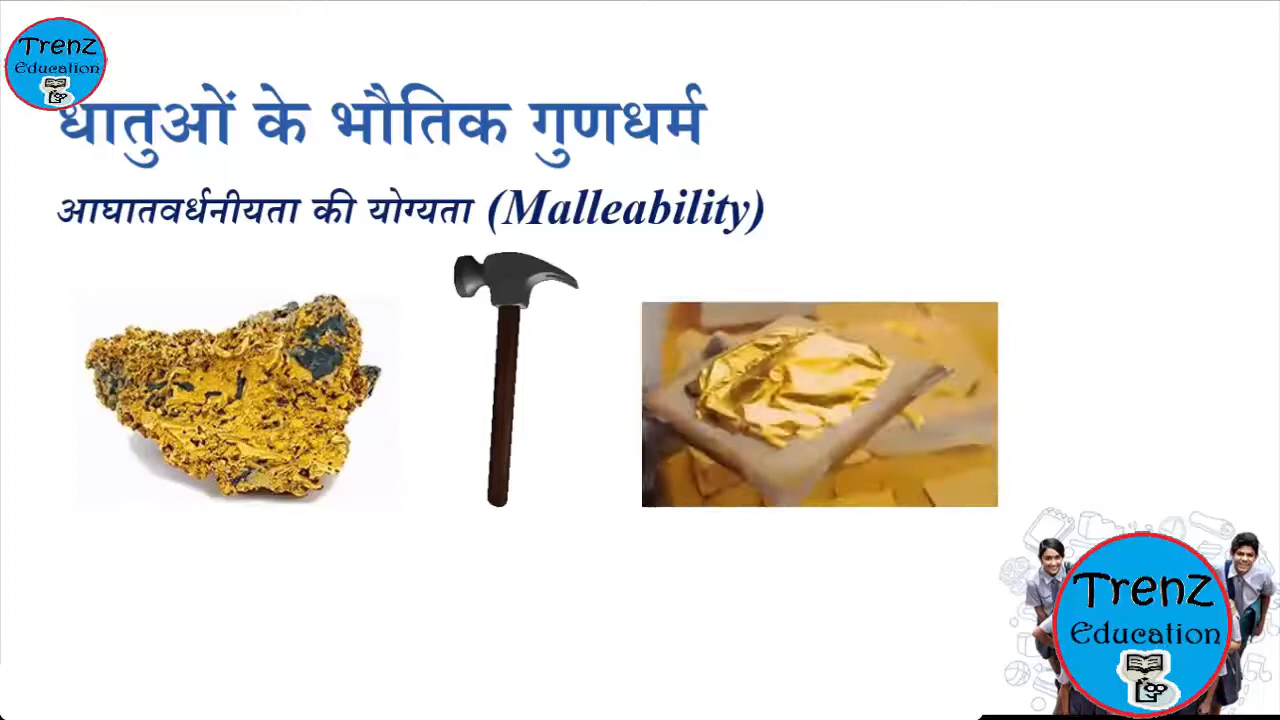 Trenz
Education
धातुओं के भौतिक गुणधर्म
आघातवर्धनीयता की योग्यता (Malleability)
Trenz
Education